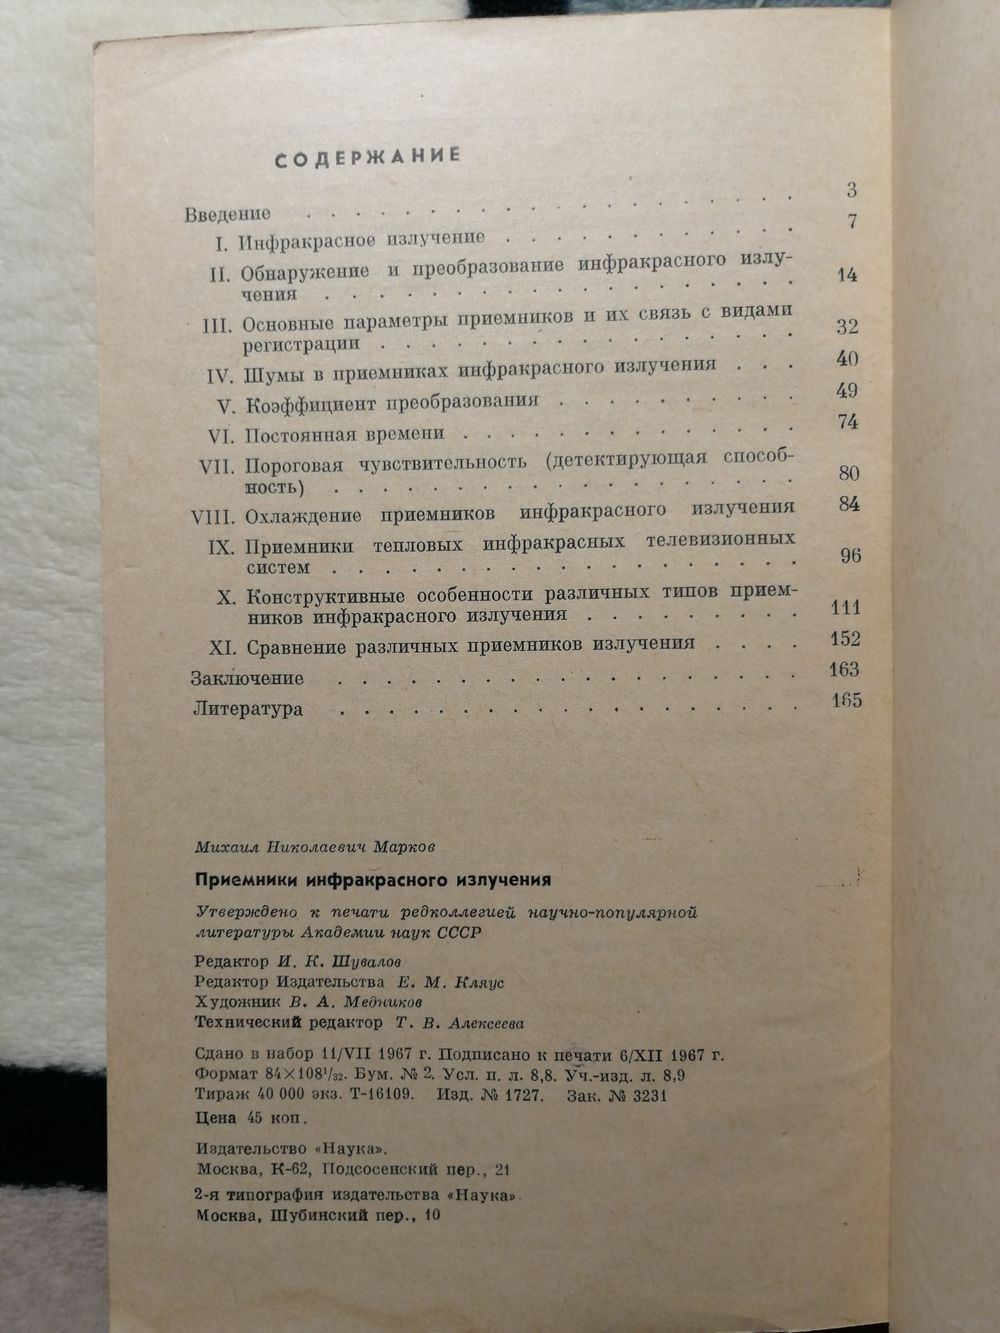 СОДЕРЖАНИЕ
Введение . . . . . . . . . . . . . . . . . . . . 3
I. Инфракрасное излучение . . . . . . . . . . . . 7
II. Обнаружение и преобразование инфракрасного излу-
чения . . . . . . . . . . . . . . . . . . 14
III. Основные параметры приемников и их связь с видами
регистрации . . . . . . . . . . . . . . . . 32
IV. Шумы в приемниках инфракрасного излучения . . . 40
V. Коэффициент преобразования . . . . . . . . . 49
VI. Постоянная времени . . . . . . . . . . . . . 74
VII. Пороговая чувствительность (детектирующая способ-
ность) . . . . . . . . . . . . . . . . . . 80
VIII. Охлаждение приемников инфракрасного излучения 84
IX. Приемники тепловых инфракрасных телевизионных
систем . . . . . . . . . . . . . . . . . . 96
X. Конструктивные особенности различных типов прием-
ников инфракрасного излучения . . . . . . . . . 111
XI. Сравнение различных приемников излучения . . . . 152
Заключение . . . . . . . . . . . . . . . . . . 163
Литература . . . . . . . . . . . . . . . . . . 165
Михаил Николаевич Марков
Приемники инфракрасного излучения
Утверждено к печати редколлегией научно-популярной
литературы Академии наук СССР
Редактор И. К. Шувалов
Редактор Издательства Е. М. Кляус
Художник В. А. Медников
Технический редактор Т. В. Алексеева
Сдано в набор 11/VII 1967 г. Подписано к печати 6/XII 1967 г.
Формат 84×108¹/₃₂. Бум. № 2. Усл. п. л. 8,8. Уч.-изд. л. 8,9
Тираж 40 000 экз. Т-16109. Изд. № 1727. Зак. № 3231
Цена 45 коп.
Издательство «Наука».
Москва, К-62, Подсосенский пер., 21
2-я типография издательства «Наука».
Москва, Шубинский пер., 10